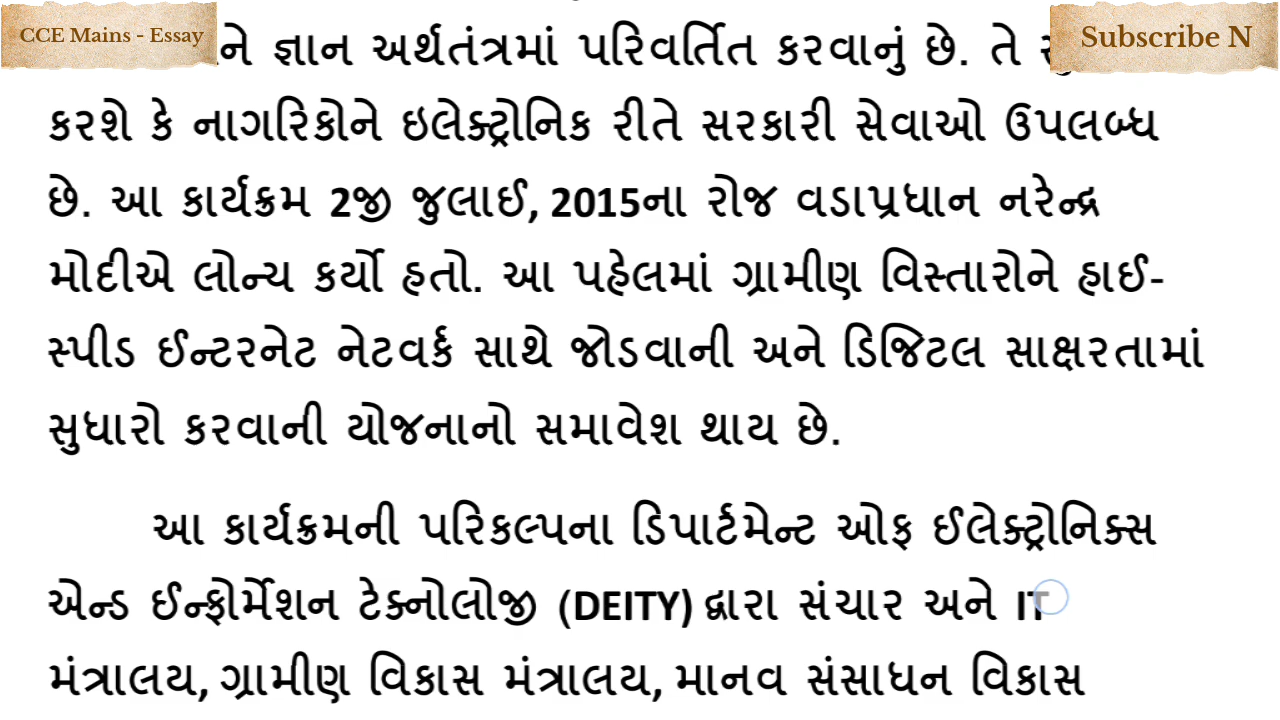 CCE Mains - Essay
Subscribe N
ને જ્ઞાન અર્થતંત્રમાં પરિવર્તિત કરવાનું છે. તે
કરશે કે નાગરિકોને ઇલેક્ટ્રોનિક રીતે સરકારી સેવાઓ ઉપલબ્ધ
છે. આ કાર્યક્રમ 2જી જુલાઈ, 2015ના રોજ વડાપ્રધાન નરેન્દ્ર
મોદીએ લોન્ચ કર્યો હતો. આ પહેલમાં ગ્રામીણ વિસ્તારોને હાઈ-
સ્પીડ ઈન્ટરનેટ નેટવર્ક સાથે જોડવાની અને ડિજિટલ સાક્ષરતામાં
સુધારો કરવાની યોજનાનો સમાવેશ થાય છે.
આ કાર્યક્રમની પરિકલ્પના ડિપાર્ટમેન્ટ ઓફ ઈલેક્ટ્રોનિક્સ
એન્ડ ઈન્ફોર્મેશન ટેક્નોલોજી (DEITY) દ્વારા સંચાર અને IT
મંત્રાલય, ગ્રામીણ વિકાસ મંત્રાલય, માનવ સંસાધન વિકાસ